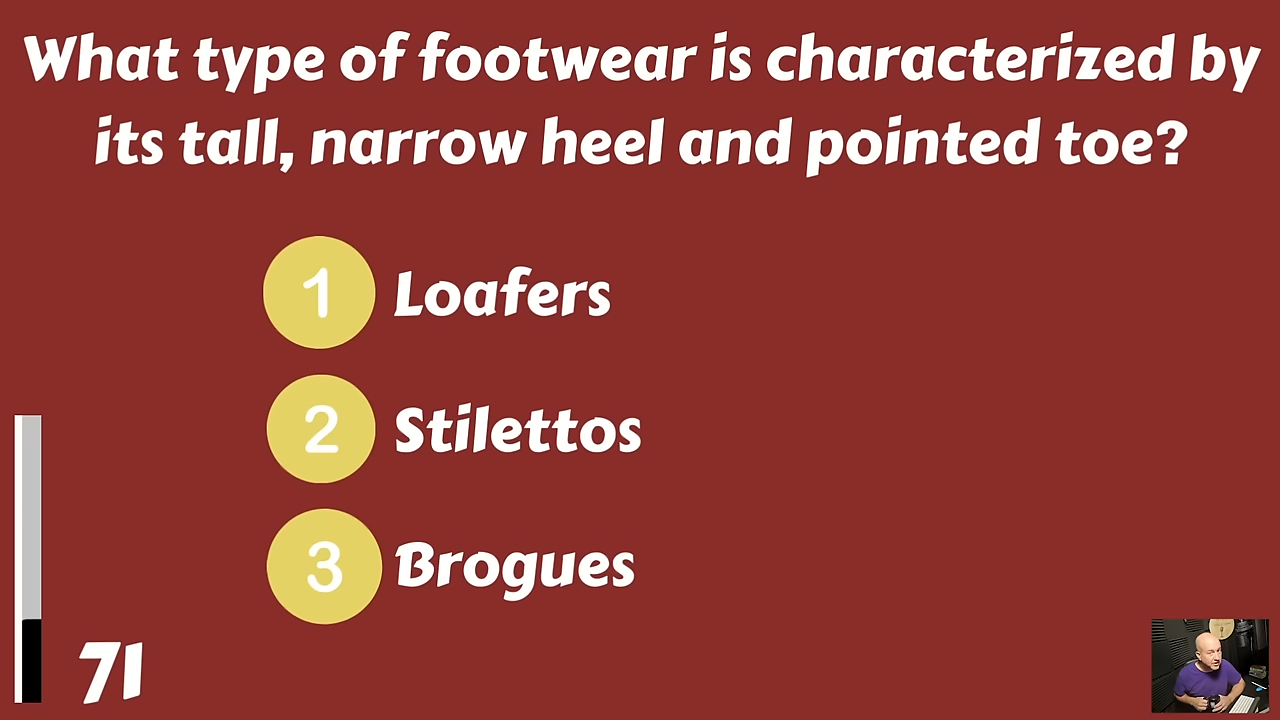 What type of footwear is characterized by
its tall, narrow heel and pointed toe?
1 Loafers
2 Stilettos
3 Brogues
71